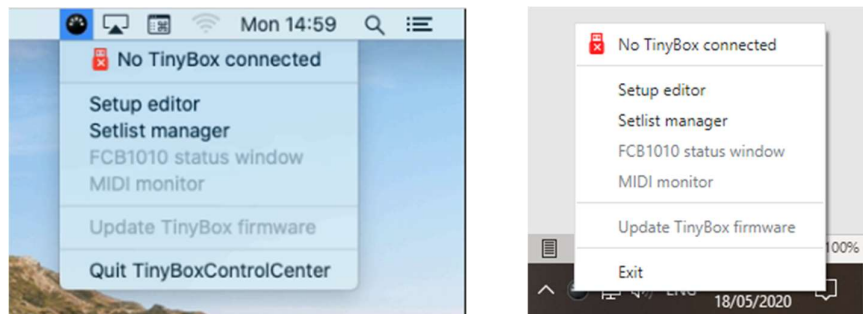 Mon 14:59
No TinyBox connected
Setup editor
Setlist manager
FCB1010 status window
MIDI monitor
Update TinyBox firmware
Quit TinyBoxControlCenter
No TinyBox connected
Setup editor
Setlist manager
FCB1010 status window
MIDI monitor
Update TinyBox firmware
100%
Exit
18/05/2020